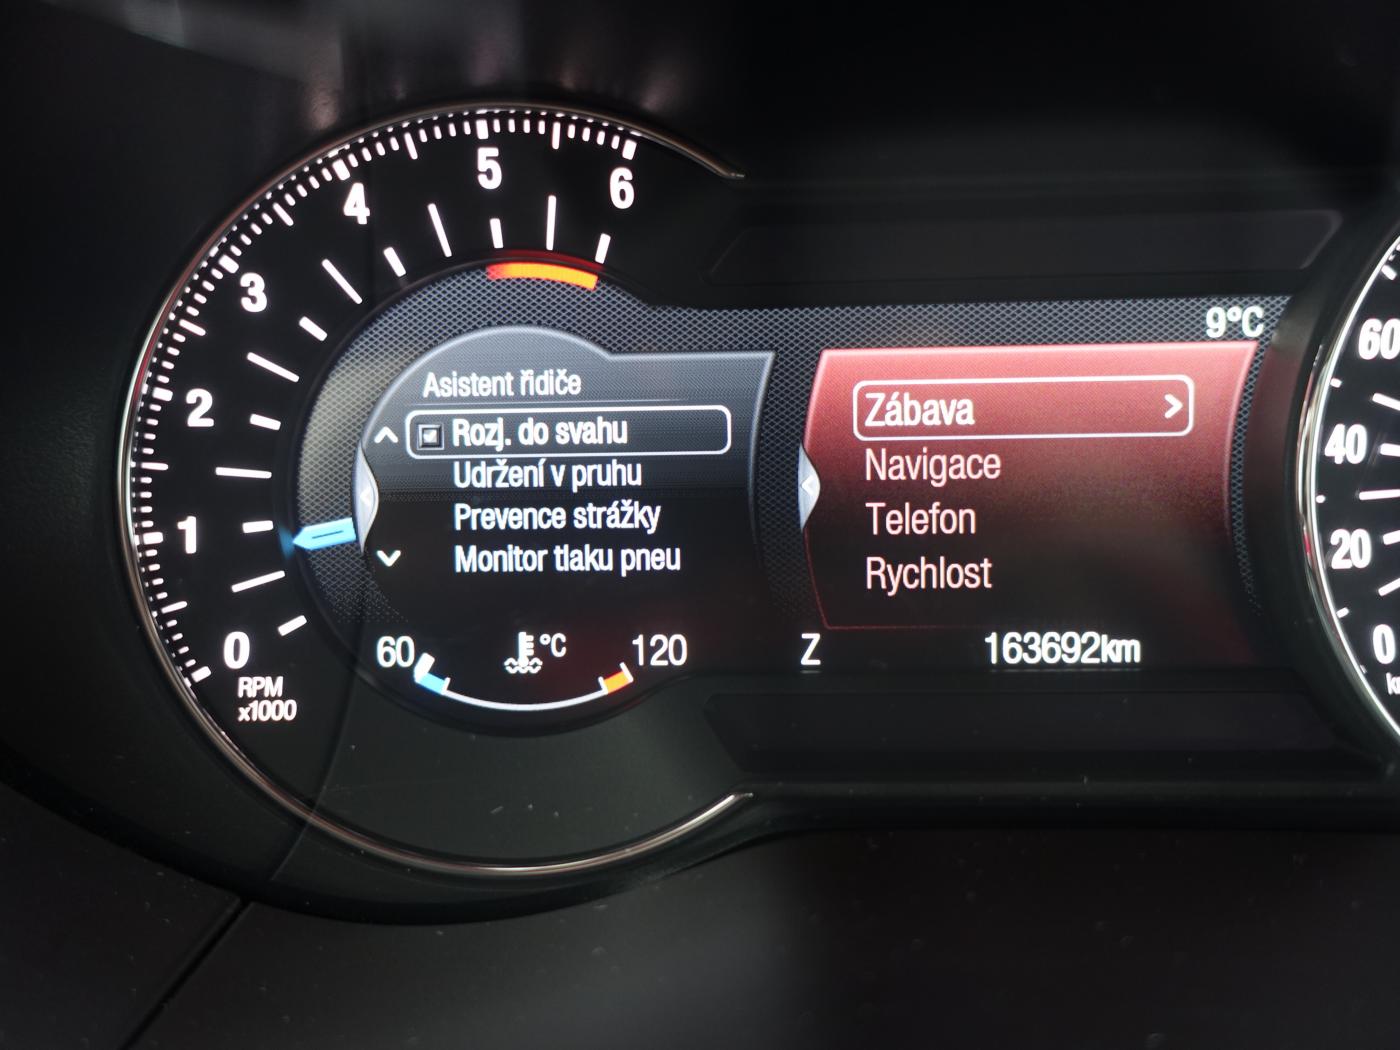 6
5
4
3
2
1
0
RPM
x1000
Asistent řidiče
Rozj. do svahu
Udržení v pruhu
Prevence strážky
Monitor tlaku pneu
60
°C
120
9°C
Zábava
Navigace
Telefon
Rychlost
Z
163692km
60
40
20
0